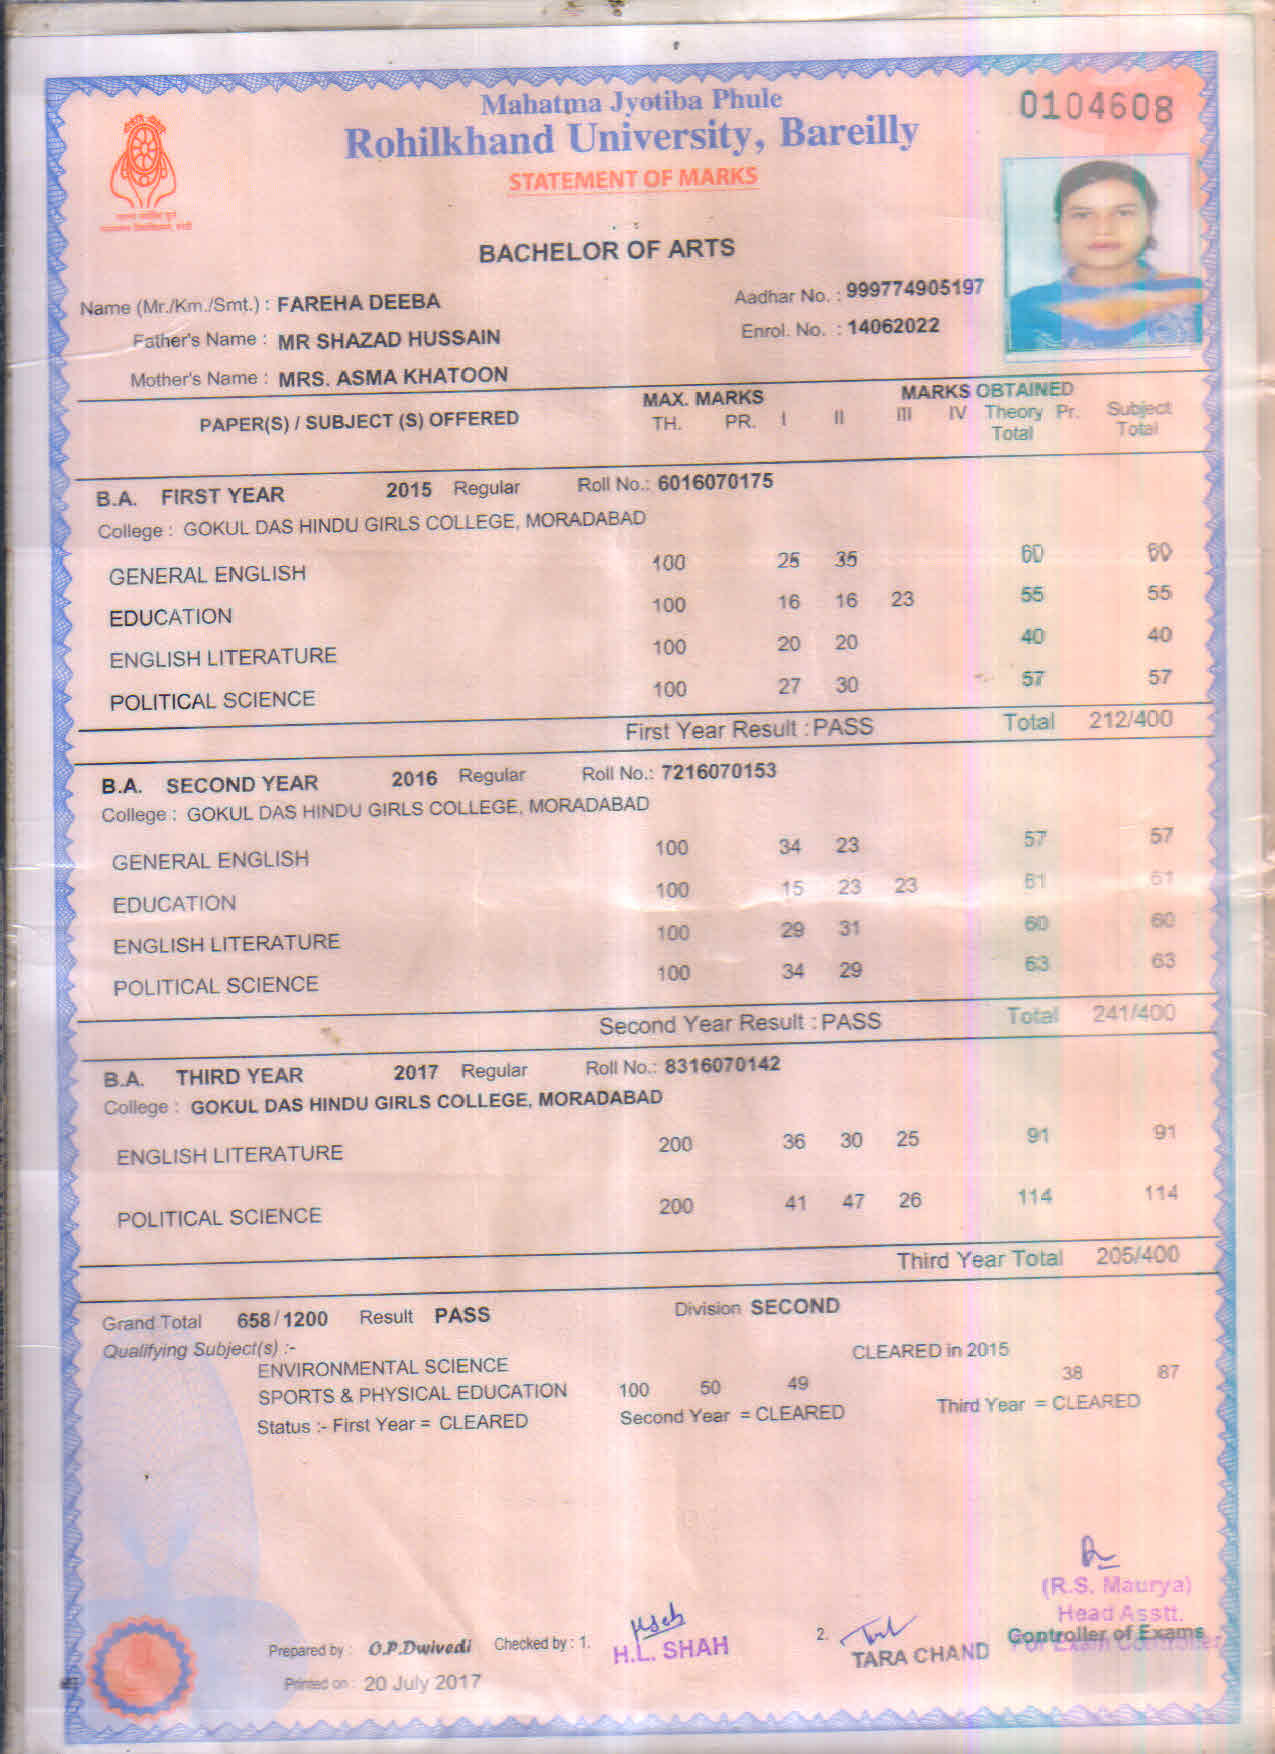 Mahatma Jyotiba Phule
0104608
Rohilkhand University, Bareilly
STATEMENT OF MARKS
BACHELOR OF ARTS
Name (Mr./Km./Smt.) : FAREHA DEEBA Aadhar No. : 999774905197
Father's Name : MR SHAZAD HUSSAIN Enrol. No. : 14062022
Mother's Name : MRS. ASMA KHATOON
PAPER(S) / SUBJECT (S) OFFERED MAX. MARKS MARKS OBTAINED
TH. PR. I II III IV Theory Total Pr. Subject Total
B.A. FIRST YEAR 2015 Regular Roll No.: 6016070175
College : GOKUL DAS HINDU GIRLS COLLEGE, MORADABAD
GENERAL ENGLISH 100 25 35 60 60
EDUCATION 100 16 16 23 55 55
ENGLISH LITERATURE 100 20 20 40 40
POLITICAL SCIENCE 100 27 30 57 57
First Year Result : PASS Total 212/400
B.A. SECOND YEAR 2016 Regular Roll No.: 7216070153
College : GOKUL DAS HINDU GIRLS COLLEGE, MORADABAD
GENERAL ENGLISH 100 34 23 57 57
EDUCATION 100 15 23 23 61 61
ENGLISH LITERATURE 100 29 31 60 60
POLITICAL SCIENCE 100 34 29 63 63
Second Year Result : PASS Total 241/400
B.A. THIRD YEAR 2017 Regular Roll No.: 8316070142
College : GOKUL DAS HINDU GIRLS COLLEGE, MORADABAD
ENGLISH LITERATURE 200 36 30 25 91 91
POLITICAL SCIENCE 200 41 47 26 114 114
Third Year Total 205/400
Grand Total 658/1200 Result PASS Division SECOND
Qualifying Subject(s) :-
ENVIRONMENTAL SCIENCE CLEARED in 2015
SPORTS & PHYSICAL EDUCATION 100 50 49 38 87
Status :- First Year = CLEARED Second Year = CLEARED Third Year = CLEARED
(R.S. Maurya)
Head Asstt.
For Exam Controller
Controller of Exams
Prepared by : O.P.Dwivedi Checked by : 1. H.L. SHAH 2. TARA CHAND
Printed on : 20 July 2017